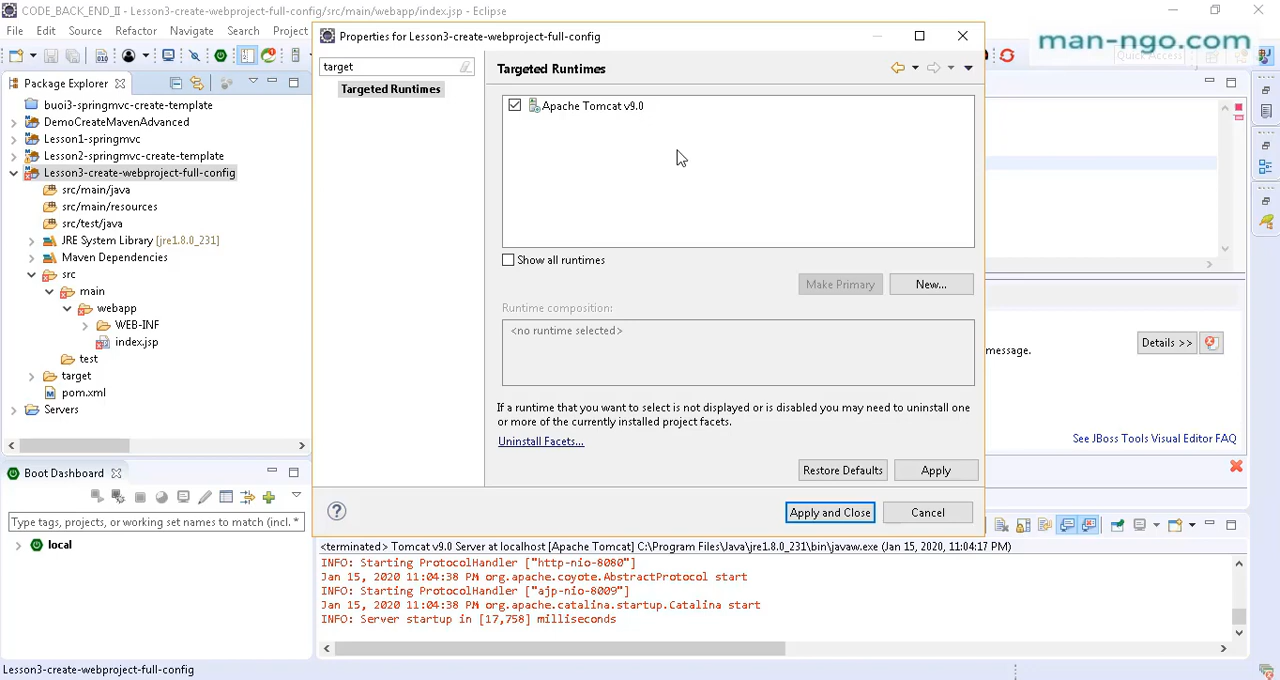 CODE_BACK_END_II - Lesson3-create-webproject-full-config/src/main/webapp/index.jsp - Eclipse
File Edit Source Refactor Navigate Search Project
man-ngo.com
Quick Access
Package Explorer
buoi3-springmvc-create-template
DemoCreateMavenAdvanced
Lesson1-springmvc
Lesson2-springmvc-create-template
Lesson3-create-webproject-full-config
src/main/java
src/main/resources
src/test/java
JRE System Library [jre1.8.0_231]
Maven Dependencies
src
main
webapp
WEB-INF
index.jsp
test
target
pom.xml
Servers
Boot Dashboard
Type tags, projects, or working set names to match (incl. *
local
Properties for Lesson3-create-webproject-full-config
target
Targeted Runtimes
Targeted Runtimes
Apache Tomcat v9.0
Show all runtimes
Make Primary
New...
Runtime composition:
<no runtime selected>
If a runtime that you want to select is not displayed or is disabled you may need to uninstall one
or more of the currently installed project facets.
Uninstall Facets...
Restore Defaults
Apply
Apply and Close
Cancel
message.
Details >>
See JBoss Tools Visual Editor FAQ
<terminated> Tomcat v9.0 Server at localhost [Apache Tomcat] C:\Program Files\Java\jre1.8.0_231\bin\javaw.exe (Jan 15, 2020, 11:04:17 PM)
INFO: Starting ProtocolHandler ["http-nio-8080"]
Jan 15, 2020 11:04:38 PM org.apache.coyote.AbstractProtocol start
INFO: Starting ProtocolHandler ["ajp-nio-8009"]
Jan 15, 2020 11:04:38 PM org.apache.catalina.startup.Catalina start
INFO: Server startup in [17,758] milliseconds
Lesson3-create-webproject-full-config